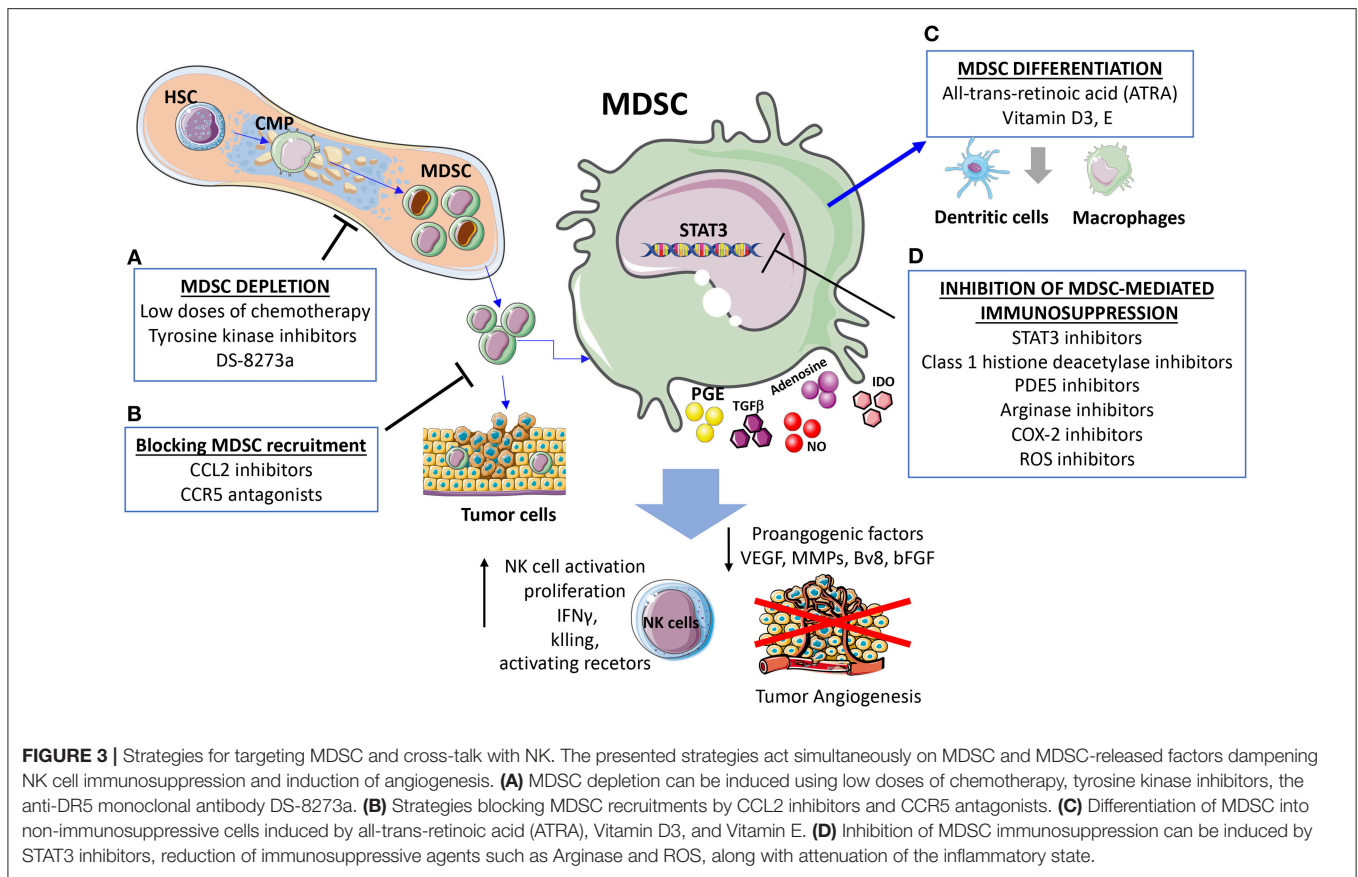 HSC
CMP
MDSC
A
MDSC DEPLETION
Low doses of chemotherapy
Tyrosine kinase inhibitors
DS-8273a
B
Blocking MDSC recruitment
CCL2 inhibitors
CCR5 antagonists
Tumor cells
MDSC
STAT3
PGE
TGFβ
Adenosine
NO
IDO
C
MDSC DIFFERENTIATION
All-trans-retinoic acid (ATRA)
Vitamin D3, E
Dentritic cells
Macrophages
D
INHIBITION OF MDSC-MEDIATED
IMMUNOSUPPRESSION
STAT3 inhibitors
Class 1 histione deacetylase inhibitors
PDE5 inhibitors
Arginase inhibitors
COX-2 inhibitors
ROS inhibitors
NK cell activation
proliferation
IFNγ,
klling,
activating recetors
NK cells
Proangogenic factors
VEGF, MMPs, Bv8, bFGF
Tumor Angiogenesis
FIGURE 3 | Strategies for targeting MDSC and cross-talk with NK. The presented strategies act simultaneously on MDSC and MDSC-released factors dampening
NK cell immunosuppression and induction of angiogenesis. (A) MDSC depletion can be induced using low doses of chemotherapy, tyrosine kinase inhibitors, the
anti-DR5 monoclonal antibody DS-8273a. (B) Strategies blocking MDSC recruitments by CCL2 inhibitors and CCR5 antagonists. (C) Differentiation of MDSC into
non-immunosuppressive cells induced by all-trans-retinoic acid (ATRA), Vitamin D3, and Vitamin E. (D) Inhibition of MDSC immunosuppression can be induced by
STAT3 inhibitors, reduction of immunosuppressive agents such as Arginase and ROS, along with attenuation of the inflammatory state.